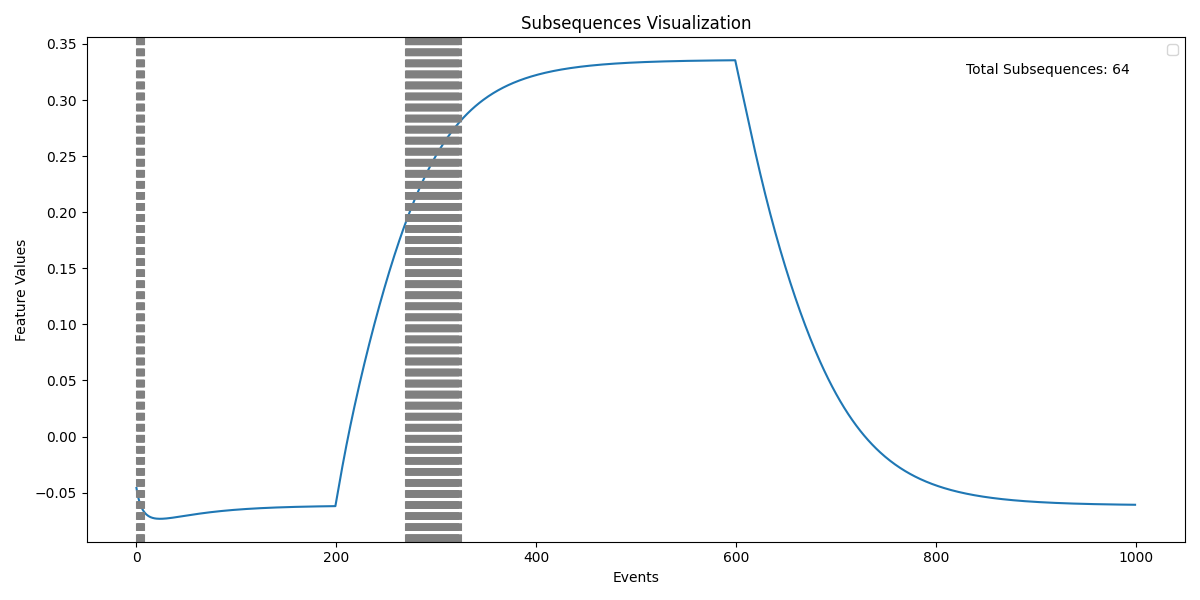 Subsequences Visualization
Total Subsequences: 64
Feature Values
0.35
0.30
0.25
0.20
0.15
0.10
0.05
0.00
−0.05
0 200 400 600 800 1000
Events